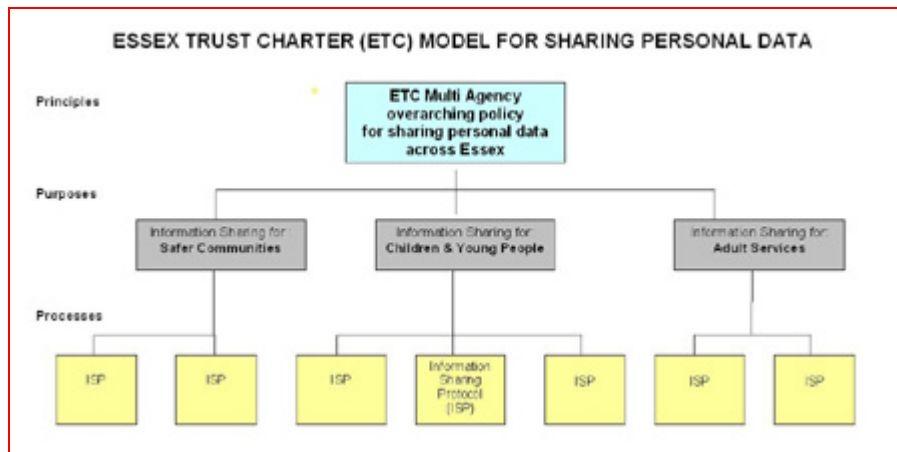 ESSEX TRUST CHARTER (ETC) MODEL FOR SHARING PERSONAL DATA
Principles
ETC Multi Agency
overarching policy
for sharing personal data
across Essex
Purposes
Information Sharing for :
Safer Communities
Information Sharing for:
Children & Young People
Information Sharing for:
Adult Services
Processes
ISP
ISP
ISP
Information
Sharing
Protocol
(ISP)
ISP
ISP
ISP